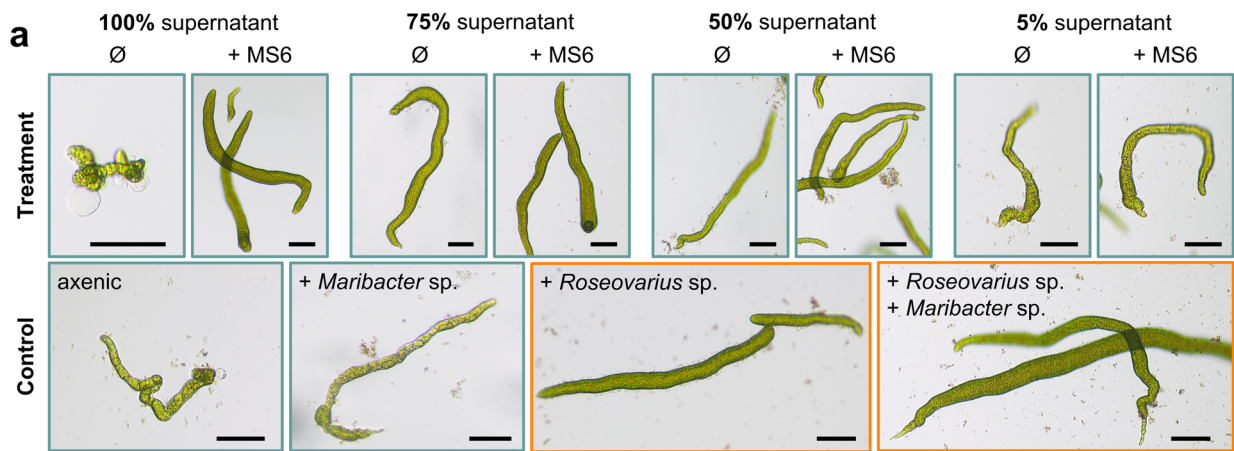 a
100% supernatant 75% supernatant 50% supernatant 5% supernatant
Ø + MS6 Ø + MS6 Ø + MS6 Ø + MS6
Treatment
Control
axenic
+ Maribacter sp.
+ Roseovarius sp.
+ Roseovarius sp.
+ Maribacter sp.